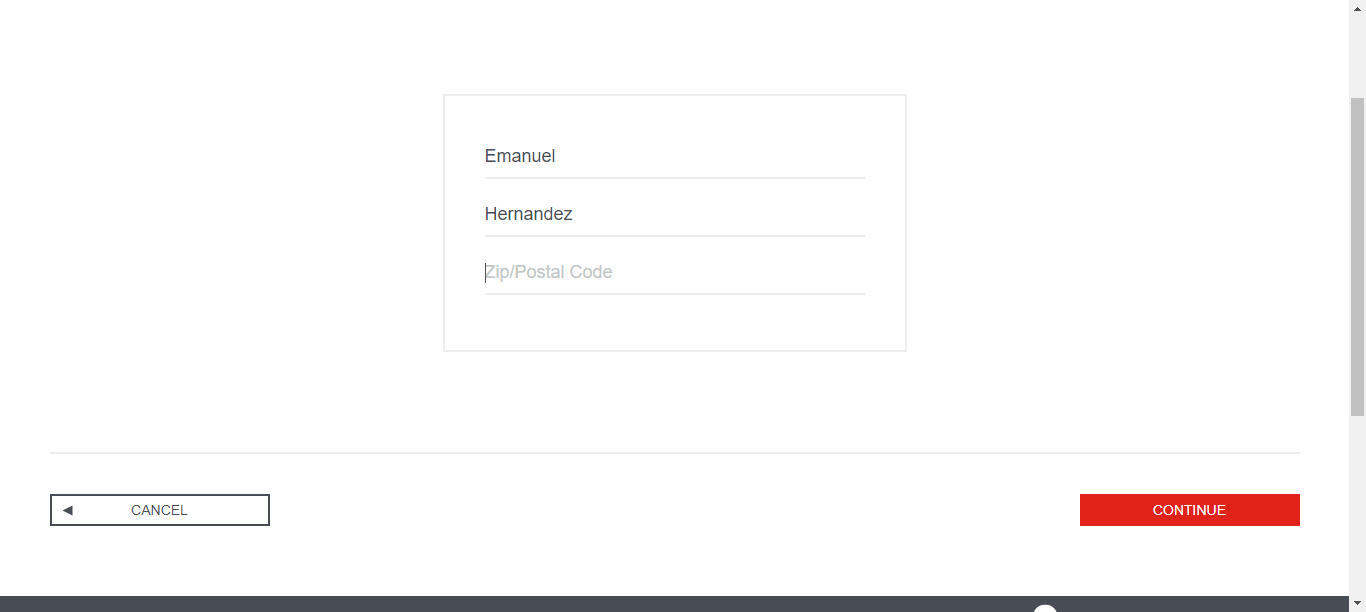 Emanuel
Hernandez
Zip/Postal Code
CANCEL
CONTINUE